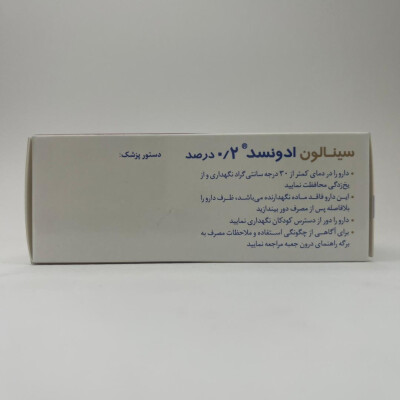 سینالون ادونسد® ۰/۲ درصد
دستور پزشک:
• دارو را در دمای کمتر از ۳۰ درجه سانتی گراد نگهداری و از
یخ‌زدگی محافظت نمایید
• این دارو فاقد ماده نگهدارنده می‌باشد، ظرف دارو را
بلافاصله پس از مصرف دور بیندازید
• دارو را دور از دسترس کودکان نگهداری نمایید
• برای آگاهی از چگونگی استفاده و ملاحظات مصرف به
برگه راهنمای درون جعبه مراجعه نمایید